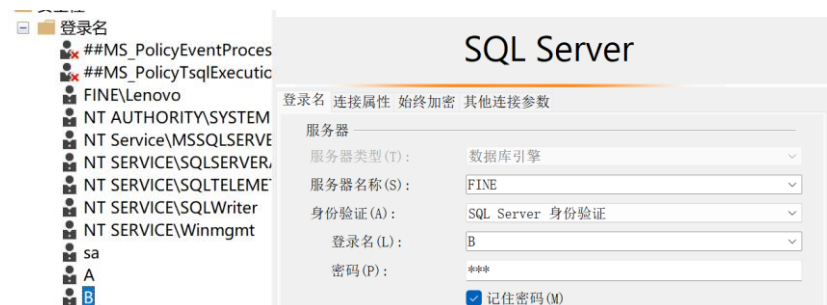 登录名
##MS_PolicyEventProces
##MS_PolicyTsqlExecutio
FINE\Lenovo
NT AUTHORITY\SYSTEM
NT Service\MSSQLSERVE
NT SERVICE\SQLSERVERA
NT SERVICE\SQLTELEME
NT SERVICE\SQLWriter
NT SERVICE\Winmgmt
sa
A
B
SQL Server
登录名 连接属性 始终加密 其他连接参数
服务器
服务器类型(T): 数据库引擎
服务器名称(S): FINE
身份验证(A): SQL Server 身份验证
登录名(L): B
密码(P): ***
记住密码(M)